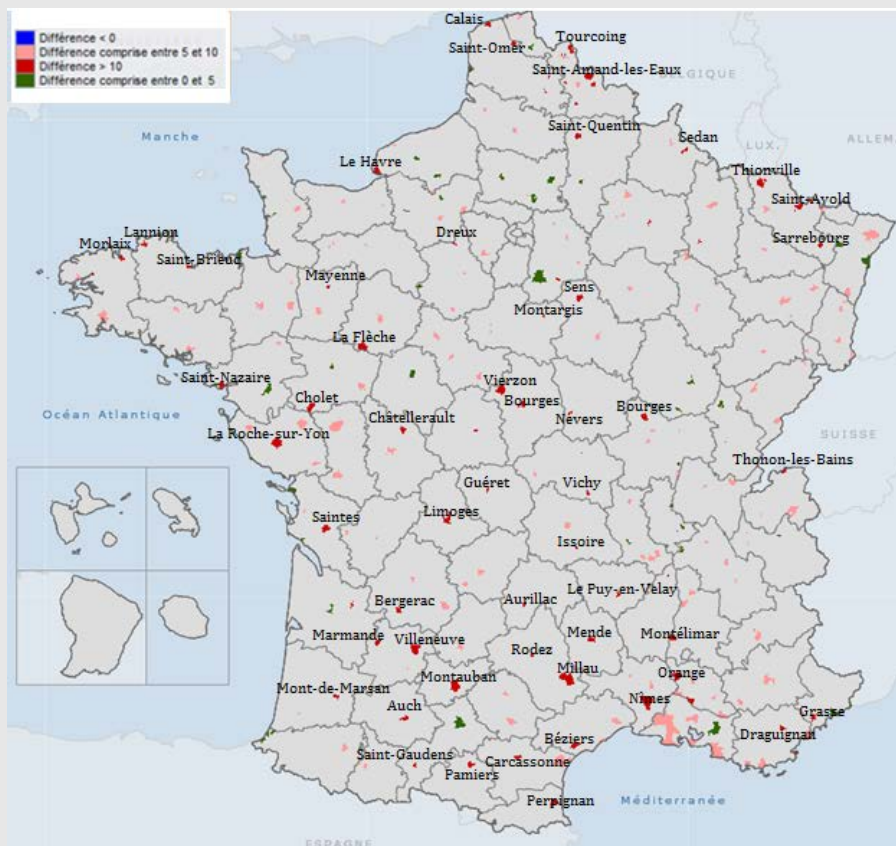 Différence < 0
Différence comprise entre 5 et 10
Différence > 10
Différence comprise entre 0 et 5
Calais
Tourcoing
Saint-Omer
Saint-Amand-les-Eaux
BELGIQUE
Manche
Saint-Quentin
Sedan
LUX.
ALLEM
Le Havre
Thionville
Saint-Avold
Lannion
Dreux
Morlaix
Sarrebourg
Saint-Brieud
Mayenne
Sens
Montargis
La Flèche
Saint-Nazaire
Vierzon
Cholet
Bourges
Bourges
Océan Atlantique
Châtellerault
Névers
La Roche-sur-Yon
SUISSE
Thonon-les-Bains
Guéret
Vichy
Saintes
Limoges
Issoire
Le Puy-en-Velay
Bergerac
Aurillac
Marmande
Villeneuve
Mende
Montélimar
Rodez
Millau
Orange
Mont-de-Marsan
Montauban
Nîmes
Auch
Grasse
Draguignan
Béziers
Saint-Gaudens
Carcassonne
Pamiers
Perpignan
Méditerranée
ESPAGNE